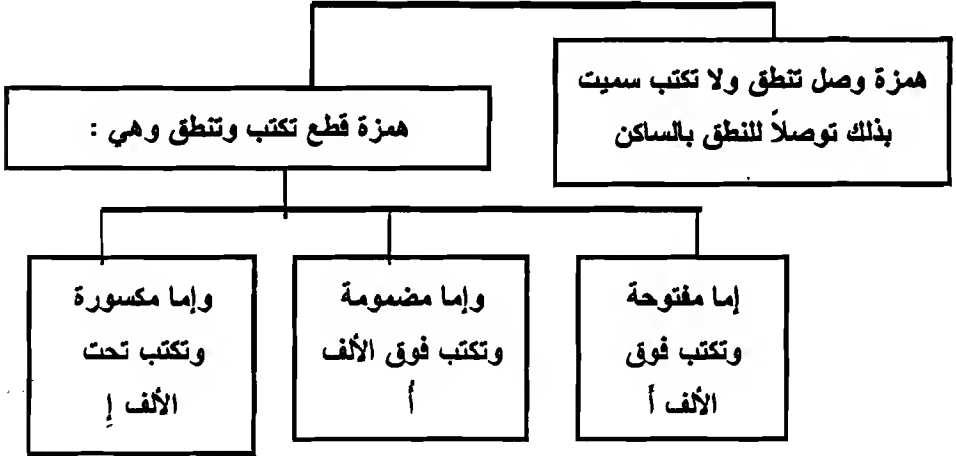 همزة وصل تنطق ولا تكتب سميت
بذلك توصلاً للنطق بالساكن
همزة قطع تكتب وتنطق وهي :
إما مفتوحة
وتكتب فوق
الألف أَ
وإما مضمومة
وتكتب فوق الألف
أُ
وإما مكسورة
وتكتب تحت
الألف إِ